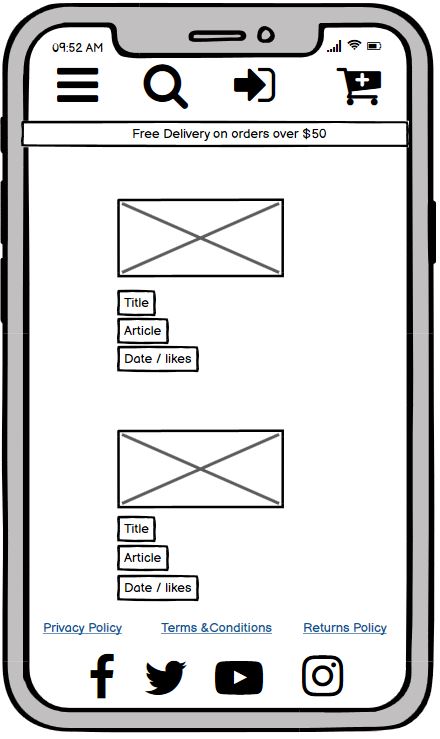 09:52 AM
Free Delivery on orders over $50
Title
Article
Date / likes
Title
Article
Date / likes
Privacy Policy Terms &Conditions Returns Policy